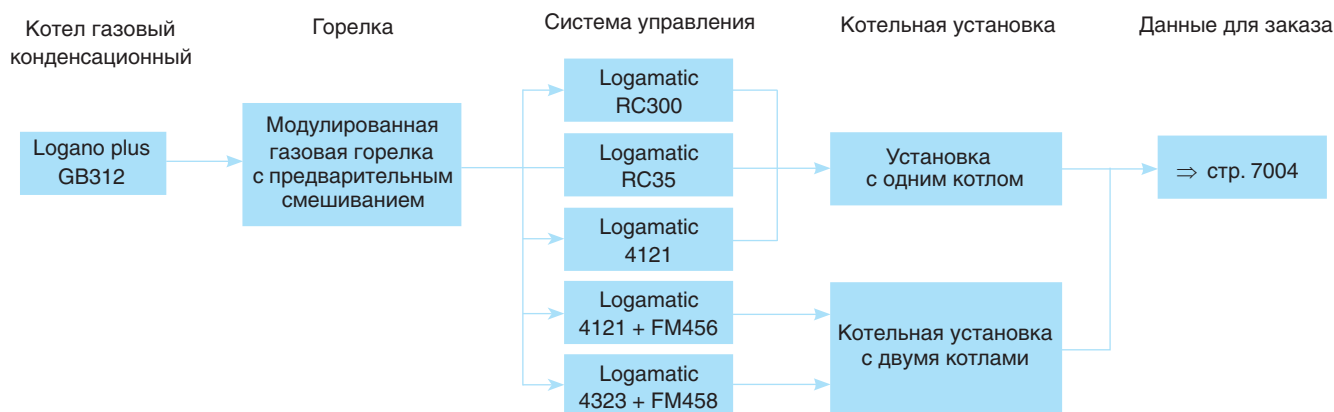 Котел газовый
конденсационный
Горелка
Система управления
Котельная установка
Данные для заказа
Logano plus
GB312
Модулированная
газовая горелка
с предварительным
смешиванием
Logamatic
RC300
Logamatic
RC35
Logamatic
4121
Logamatic
4121 + FM456
Logamatic
4323 + FM458
Установка
с одним котлом
Котельная установка
с двумя котлами
⇒ стр. 7004